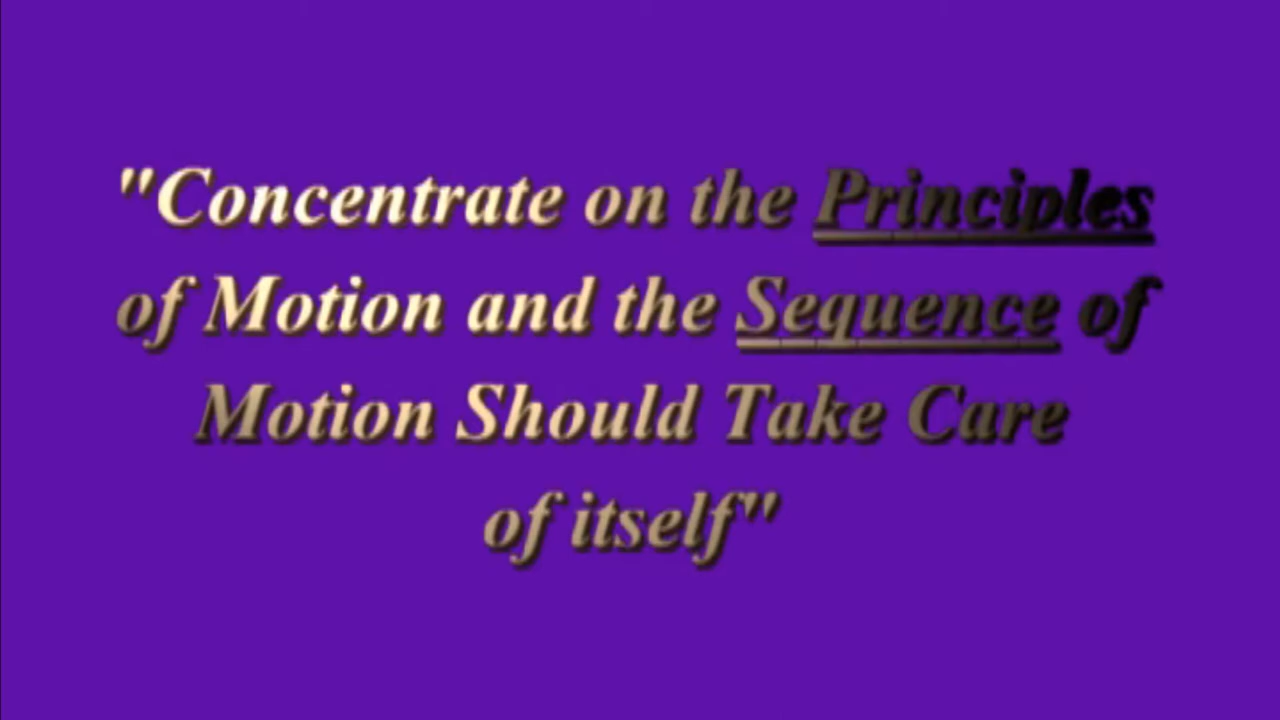 "Concentrate on the Principles
of Motion and the Sequence of
Motion Should Take Care
of itself"